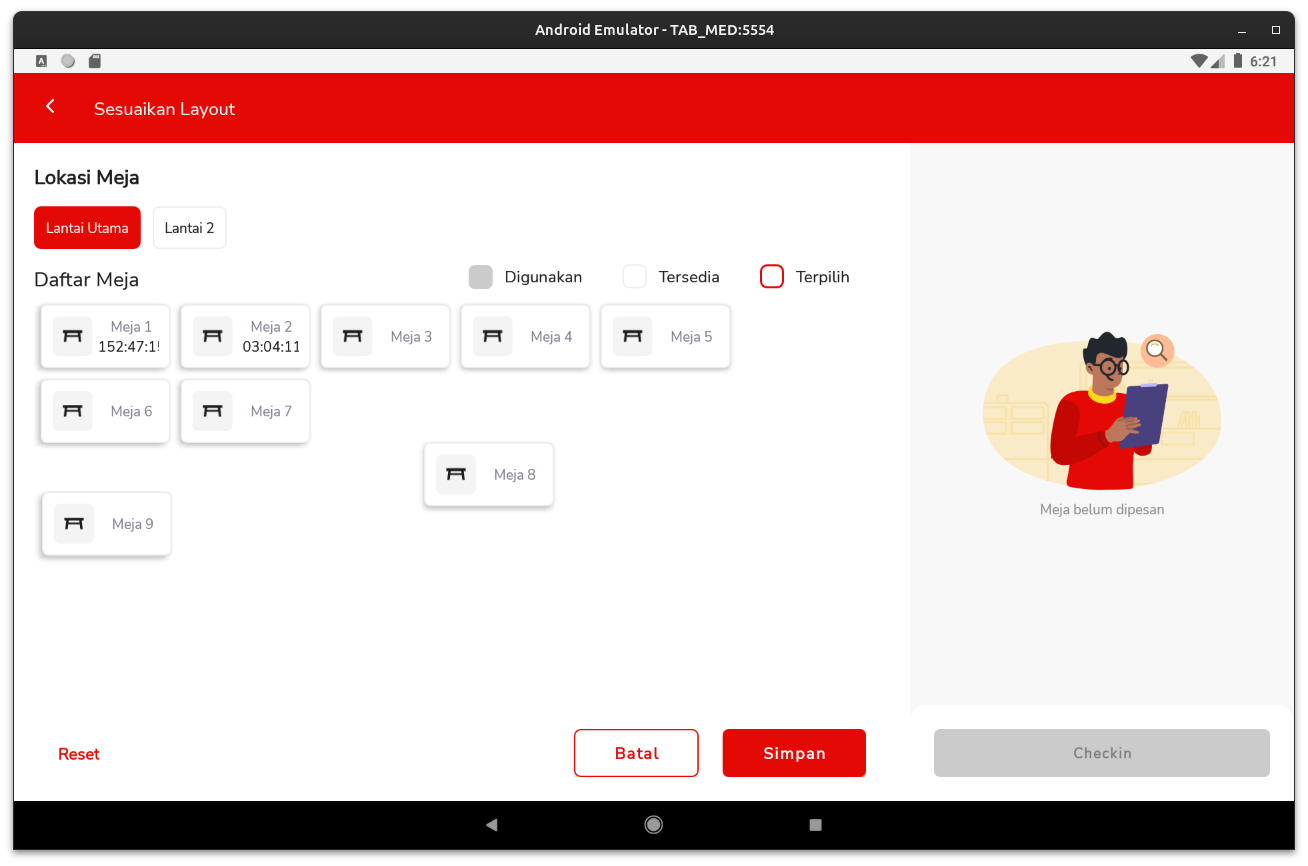 Android Emulator - TAB_MED:5554
6:21
Sesuaikan Layout
Lokasi Meja
Lantai Utama
Lantai 2
Daftar Meja
Digunakan
Tersedia
Terpilih
Meja 1
152:47:1
Meja 2
03:04:11
Meja 3
Meja 4
Meja 5
Meja 6
Meja 7
Meja 8
Meja 9
Meja belum dipesan
Reset
Batal
Simpan
Checkin